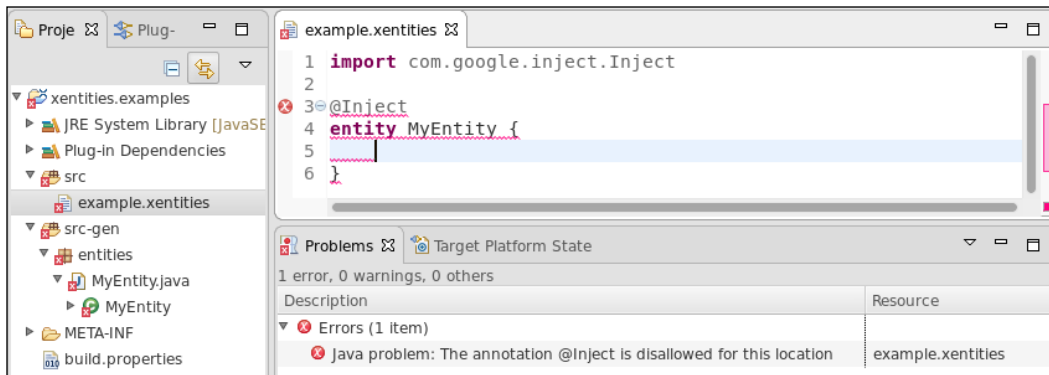 Proje Plug-
xentities.examples
JRE System Library [JavaSE
Plug-in Dependencies
src
example.xentities
src-gen
entities
MyEntity.java
MyEntity
META-INF
build.properties
example.xentities
1 import com.google.inject.Inject
2
3 @Inject
4 entity MyEntity {
5
6 }
Problems Target Platform State
1 error, 0 warnings, 0 others
Description Resource
Errors (1 item)
Java problem: The annotation @Inject is disallowed for this location example.xentities